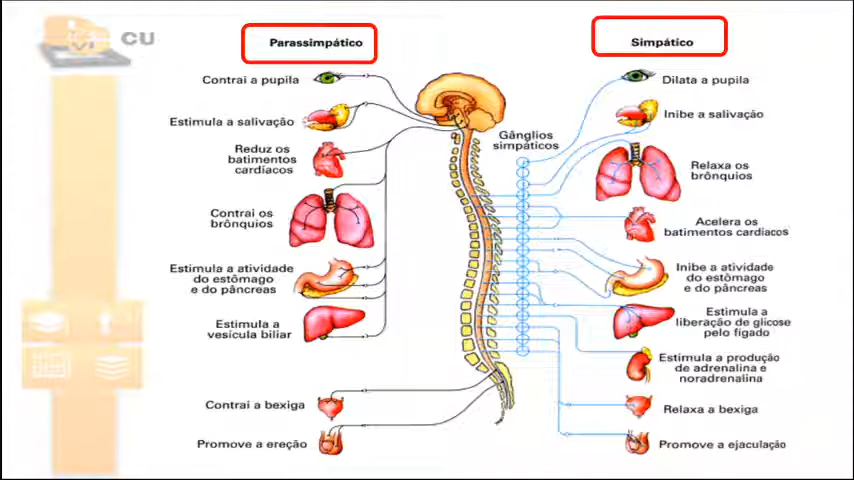 CU
Parassimpático
Simpático
Contrai a pupila
Estimula a salivação
Reduz os
batimentos
cardíacos
Contrai os
brônquios
Estimula a atividade
do estômago
e do pâncreas
Estimula a
vesícula biliar
Contrai a bexiga
Promove a ereção
Gânglios
simpáticos
Dilata a pupila
Inibe a salivação
Relaxa os
brônquios
Acelera os
batimentos cardíacos
Inibe a atividade
do estômago
e do pâncreas
Estimula a
liberação de glicose
pelo fígado
Estimula a produção
de adrenalina e
noradrenalina
Relaxa a bexiga
Promove a ejaculação